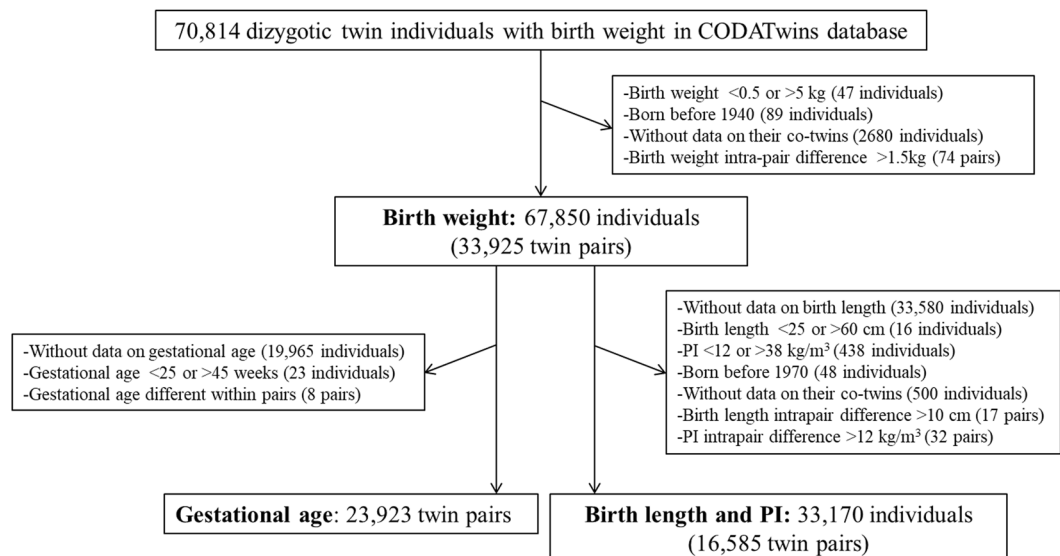 70,814 dizygotic twin individuals with birth weight in CODATwins database
-Birth weight <0.5 or >5 kg (47 individuals)
-Born before 1940 (89 individuals)
-Without data on their co-twins (2680 individuals)
-Birth weight intra-pair difference >1.5kg (74 pairs)
Birth weight: 67,850 individuals
(33,925 twin pairs)
-Without data on gestational age (19,965 individuals)
-Gestational age <25 or >45 weeks (23 individuals)
-Gestational age different within pairs (8 pairs)
-Without data on birth length (33,580 individuals)
-Birth length <25 or >60 cm (16 individuals)
-PI <12 or >38 kg/m³ (438 individuals)
-Born before 1970 (48 individuals)
-Without data on their co-twins (500 individuals)
-Birth length intrapair difference >10 cm (17 pairs)
-PI intrapair difference >12 kg/m³ (32 pairs)
Gestational age: 23,923 twin pairs
Birth length and PI: 33,170 individuals
(16,585 twin pairs)